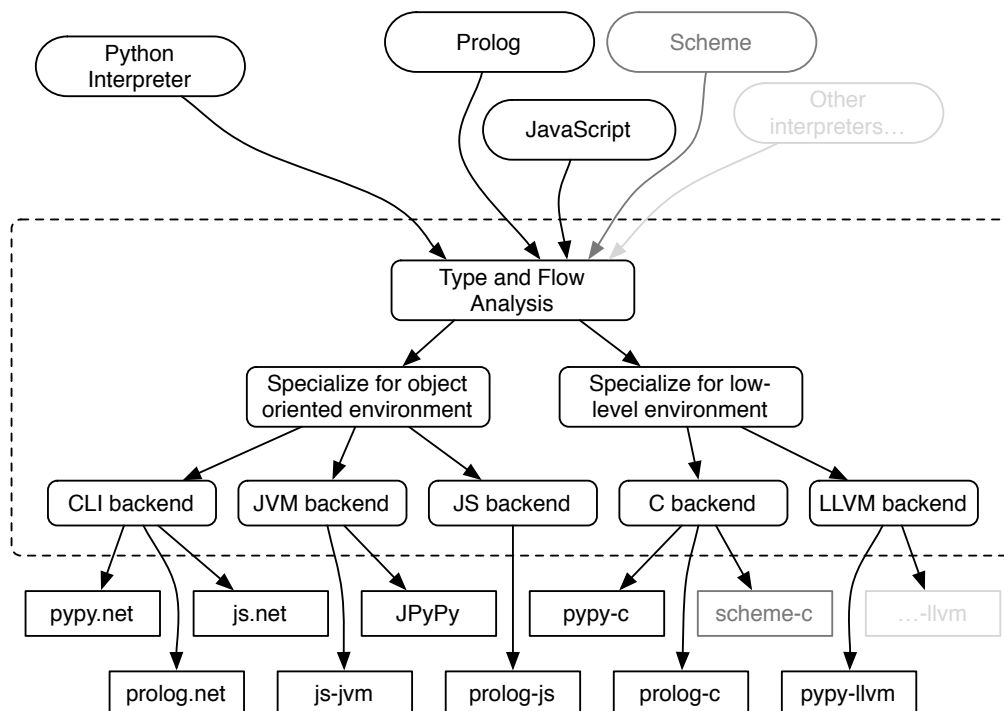 Python
Interpreter
Prolog
Scheme
JavaScript
Other
interpreters…
Type and Flow
Analysis
Specialize for object
oriented environment
Specialize for low-
level environment
CLI backend
JVM backend
JS backend
C backend
LLVM backend
pypy.net
js.net
JPyPy
pypy-c
scheme-c
…-llvm
prolog.net
js-jvm
prolog-js
prolog-c
pypy-llvm